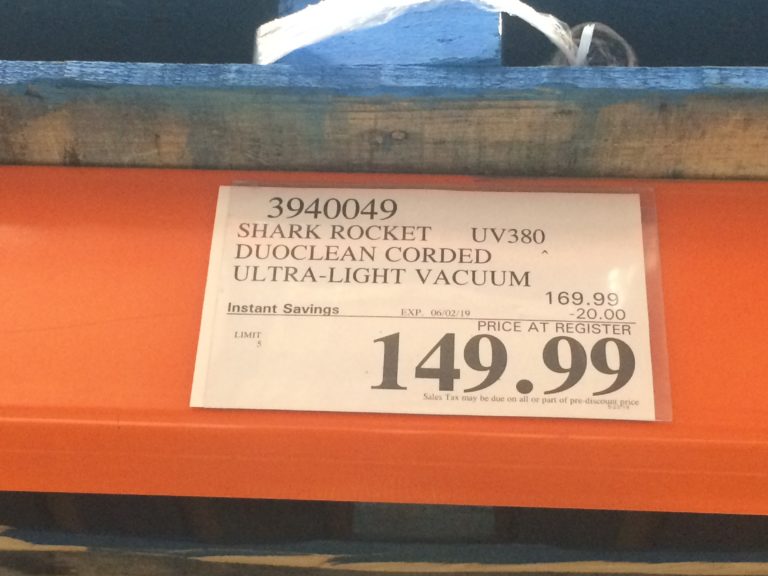 3940049
SHARK ROCKET UV380
DUOCLEAN CORDED ^
ULTRA-LIGHT VACUUM
169.99
Instant Savings EXP. 06/02/19 -20.00
PRICE AT REGISTER
LIMIT
5
149.99
Sales Tax may be due on all or part of pre-discount price